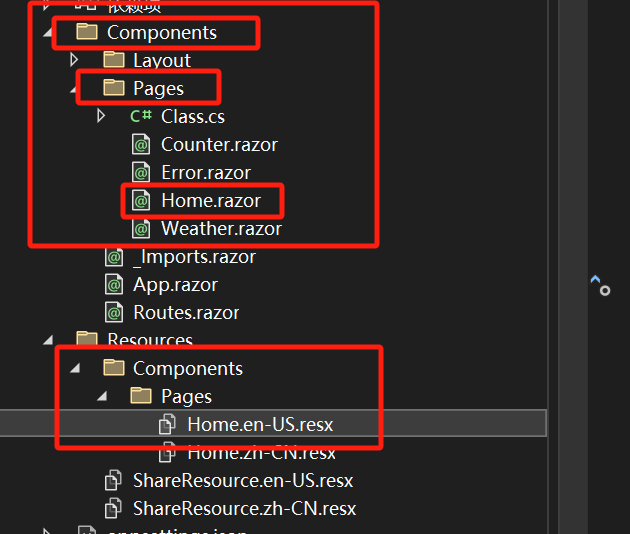 依赖项
Components
Layout
Pages
C# Class.cs
@ Counter.razor
@ Error.razor
@ Home.razor
@ Weather.razor
@ _Imports.razor
@ App.razor
@ Routes.razor
Resources
Components
Pages
Home.en-US.resx
Home.zh-CN.resx
ShareResource.en-US.resx
ShareResource.zh-CN.resx
appsettings.json